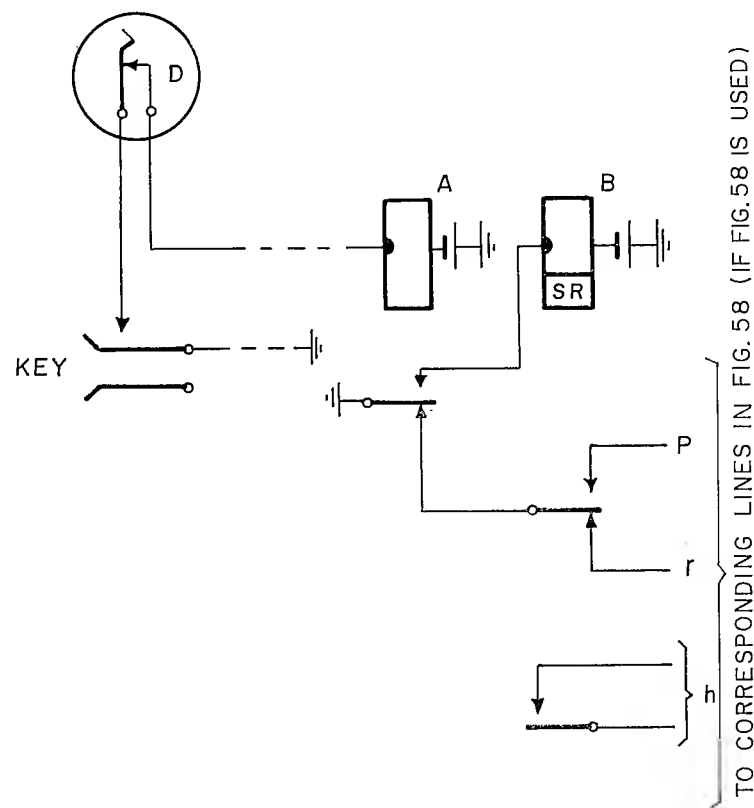 D
A
B
SR
KEY
P
r
h
TO CORRESPONDING LINES IN FIG. 58 (IF FIG. 58 IS USED)